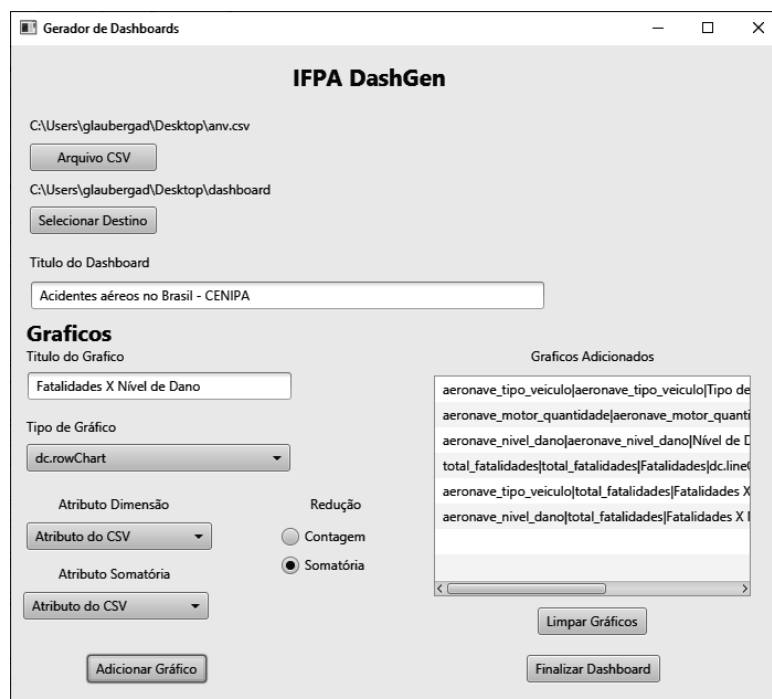 Gerador de Dashboards
IFPA DashGen
C:\Users\glaubergad\Desktop\anv.csv
Arquivo CSV
C:\Users\glaubergad\Desktop\dashboard
Selecionar Destino
Titulo do Dashboard
Acidentes aéreos no Brasil - CENIPA
Graficos
Titulo do Grafico
Fatalidades X Nível de Dano
Tipo de Gráfico
dc.rowChart
Atributo Dimensão
Atributo do CSV
Atributo Somatória
Atributo do CSV
Redução
Contagem
Somatória
Adicionar Gráfico
Graficos Adicionados
aeronave_tipo_veiculo|aeronave_tipo_veiculo|Tipo de
aeronave_motor_quantidade|aeronave_motor_quanti
aeronave_nivel_dano|aeronave_nivel_dano|Nível de D
total_fatalidades|total_fatalidades|Fatalidades|dc.line
aeronave_tipo_veiculo|total_fatalidades|Fatalidades X
aeronave_nivel_dano|total_fatalidades|Fatalidades X
Limpar Gráficos
Finalizar Dashboard